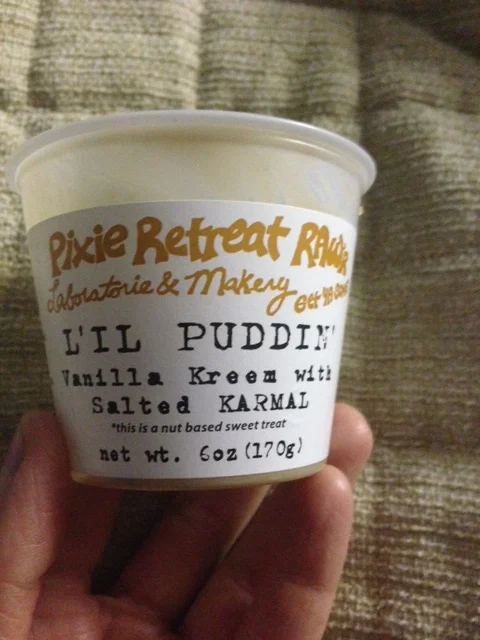 Pixie Retreat RAw'r
Laboratorie & Makery
L'IL PUDDIN'
Vanilla Kreem with
Salted KARMAL
*this is a nut based sweet treat
net wt. 6oz (170g)